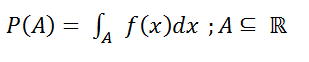 P(A) = ∫_A f(x)dx ; A ⊆ ℝ